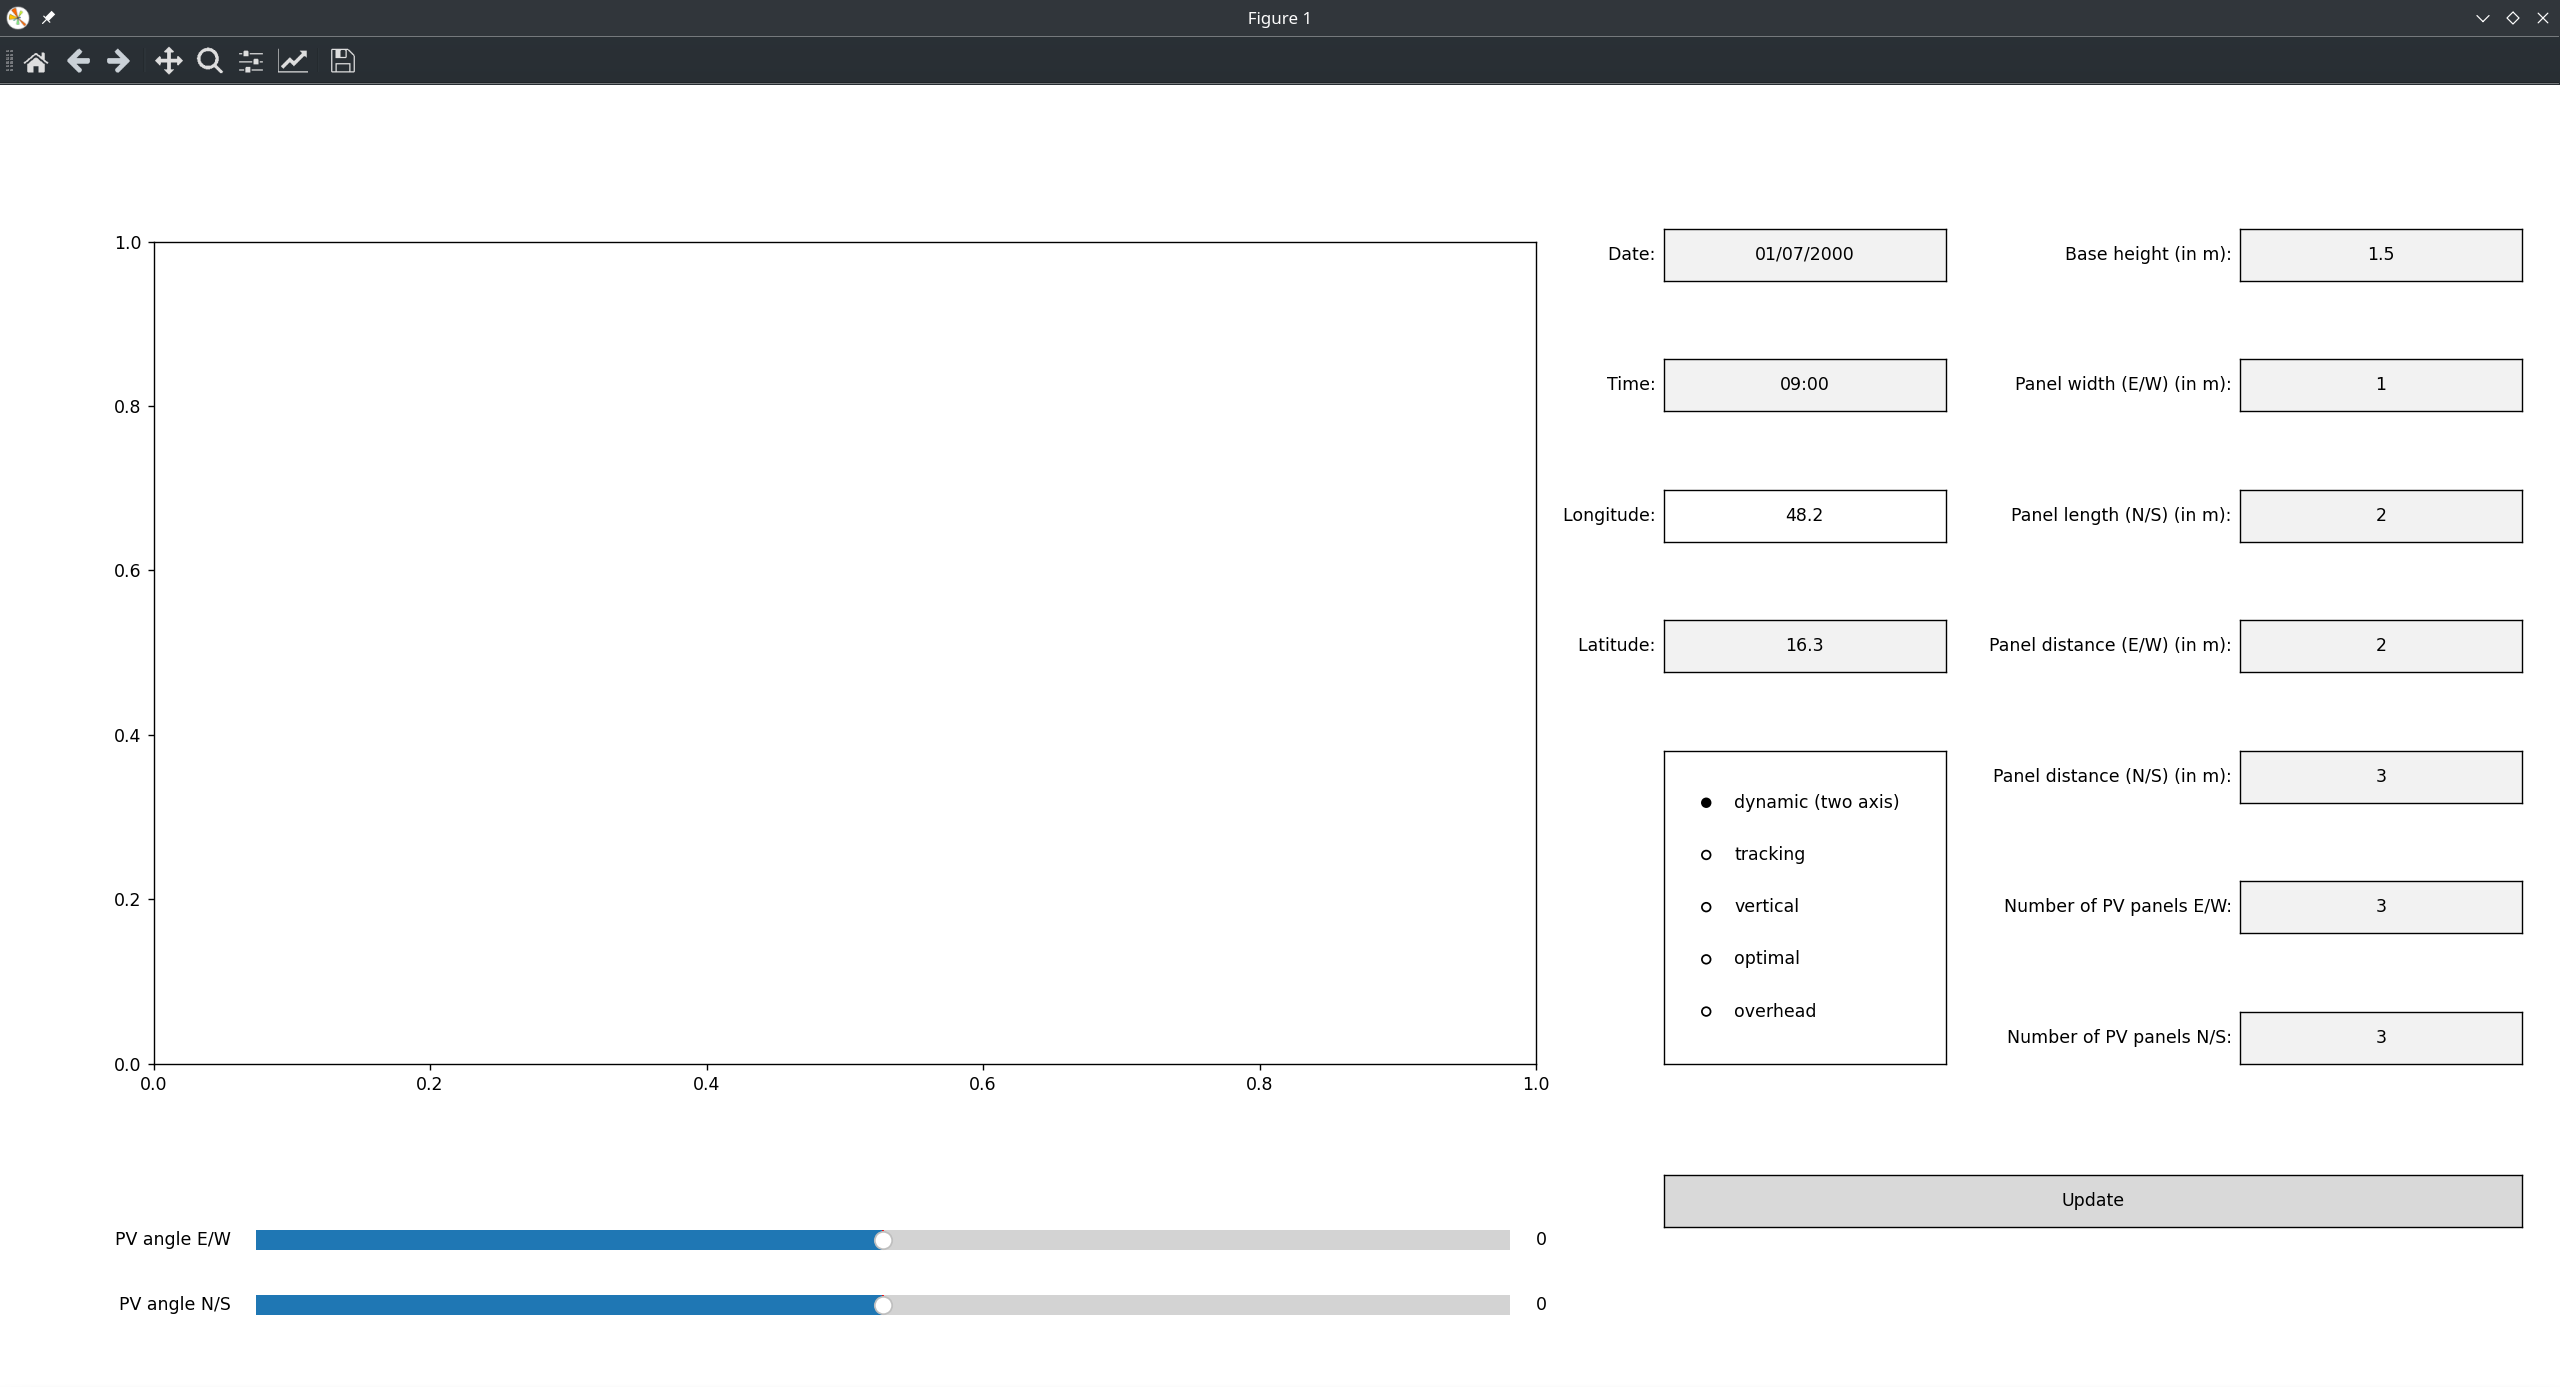 Figure 1
1.0
0.8
0.6
0.4
0.2
0.0
0.0 0.2 0.4 0.6 0.8 1.0
PV angle E/W 0
PV angle N/S 0
Date: 01/07/2000
Time: 09:00
Longitude: 48.2
Latitude: 16.3
dynamic (two axis)
tracking
vertical
optimal
overhead
Base height (in m): 1.5
Panel width (E/W) (in m): 1
Panel length (N/S) (in m): 2
Panel distance (E/W) (in m): 2
Panel distance (N/S) (in m): 3
Number of PV panels E/W: 3
Number of PV panels N/S: 3
Update